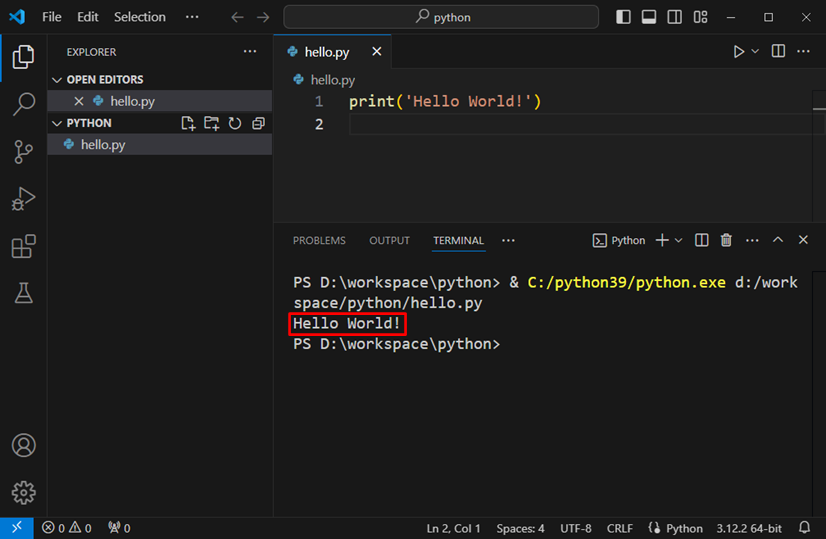 File Edit Selection ··· python
EXPLORER ···
OPEN EDITORS
hello.py
PYTHON
hello.py
hello.py
hello.py
1 print('Hello World!')
2
PROBLEMS OUTPUT TERMINAL ··· Python ···
PS D:\workspace\python> & C:/python39/python.exe d:/work
space/python/hello.py
Hello World!
PS D:\workspace\python>
0 0 0 Ln 2, Col 1 Spaces: 4 UTF-8 CRLF Python 3.12.2 64-bit